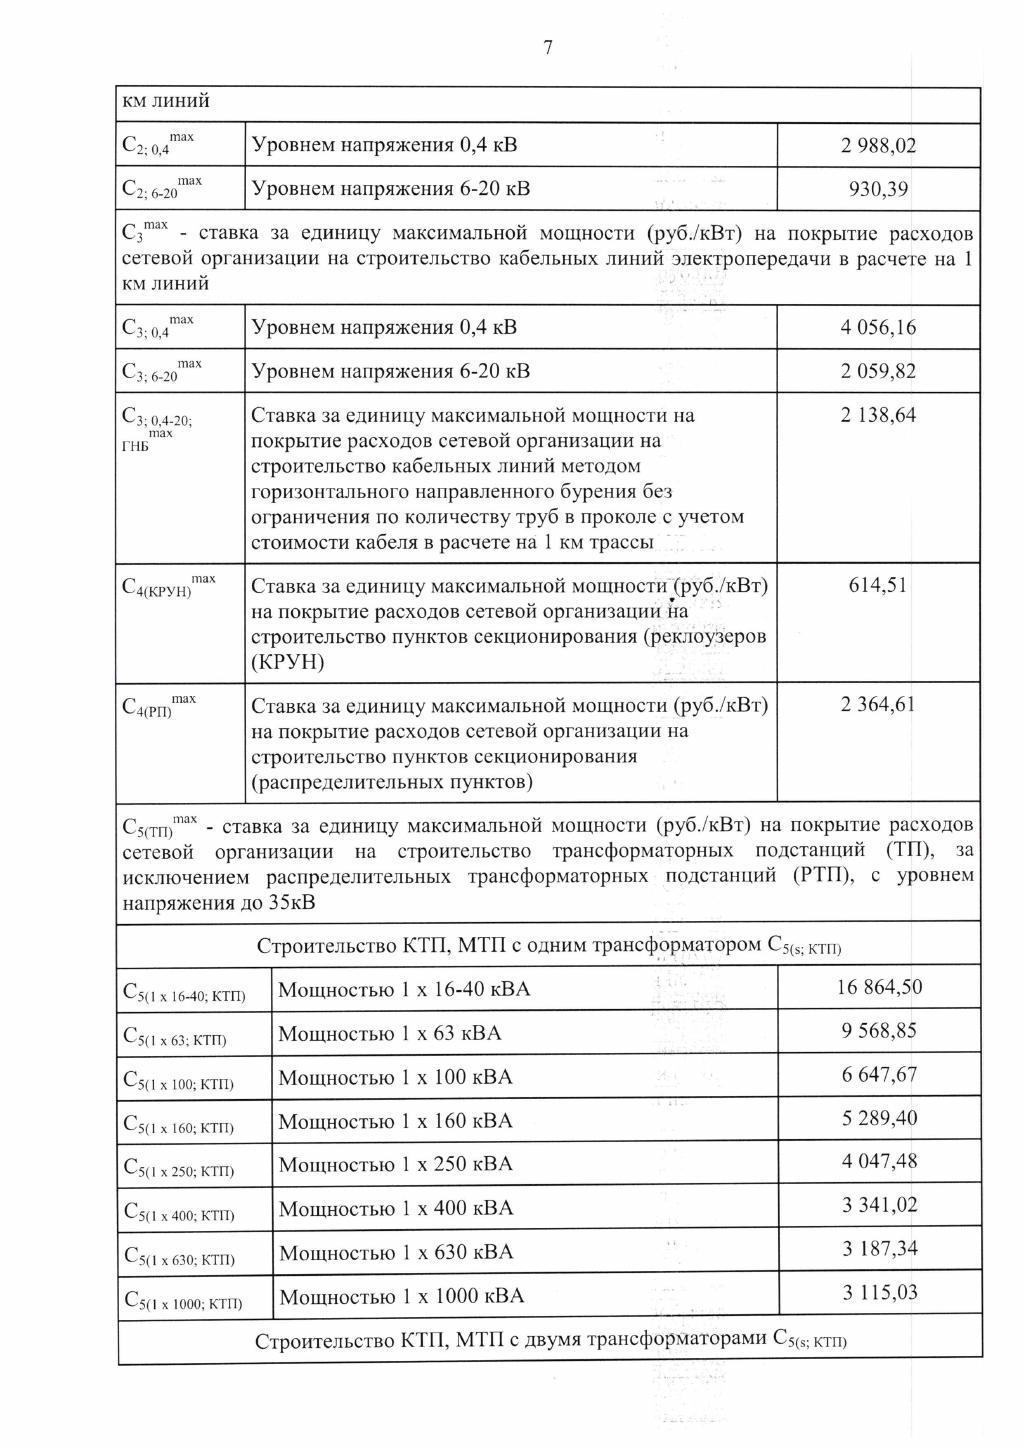 7
км линий
C2; 0,4 max Уровнем напряжения 0,4 кВ 2 988,02
C2; 6-20 max Уровнем напряжения 6-20 кВ 930,39
C3 max - ставка за единицу максимальной мощности (руб./кВт) на покрытие расходов
сетевой организации на строительство кабельных линий электропередачи в расчете на 1
км линий
C3; 0,4 max Уровнем напряжения 0,4 кВ 4 056,16
C3; 6-20 max Уровнем напряжения 6-20 кВ 2 059,82
C3; 0,4-20; ГНБ max Ставка за единицу максимальной мощности на 2 138,64
покрытие расходов сетевой организации на
строительство кабельных линий методом
горизонтального направленного бурения без
ограничения по количеству труб в проколе с учетом
стоимости кабеля в расчете на 1 км трассы
C4(КРУН) max Ставка за единицу максимальной мощности (руб./кВт) 614,51
на покрытие расходов сетевой организации на
строительство пунктов секционирования (реклоузеров
(КРУН)
C4(РП) max Ставка за единицу максимальной мощности (руб./кВт) 2 364,61
на покрытие расходов сетевой организации на
строительство пунктов секционирования
(распределительных пунктов)
C5(ТП) max - ставка за единицу максимальной мощности (руб./кВт) на покрытие расходов
сетевой организации на строительство трансформаторных подстанций (ТП), за
исключением распределительных трансформаторных подстанций (РТП), с уровнем
напряжения до 35кВ
Строительство КТП, МТП с одним трансформатором C5(s; КТП)
C5(1 х 16-40; КТП) Мощностью 1 х 16-40 кВА 16 864,50
C5(1 х 63; КТП) Мощностью 1 х 63 кВА 9 568,85
C5(1 х 100; КТП) Мощностью 1 х 100 кВА 6 647,67
C5(1 х 160; КТП) Мощностью 1 х 160 кВА 5 289,40
C5(1 х 250; КТП) Мощностью 1 х 250 кВА 4 047,48
C5(1 х 400; КТП) Мощностью 1 х 400 кВА 3 341,02
C5(1 х 630; КТП) Мощностью 1 х 630 кВА 3 187,34
C5(1 х 1000; КТП) Мощностью 1 х 1000 кВА 3 115,03
Строительство КТП, МТП с двумя трансформаторами C5(s; КТП)